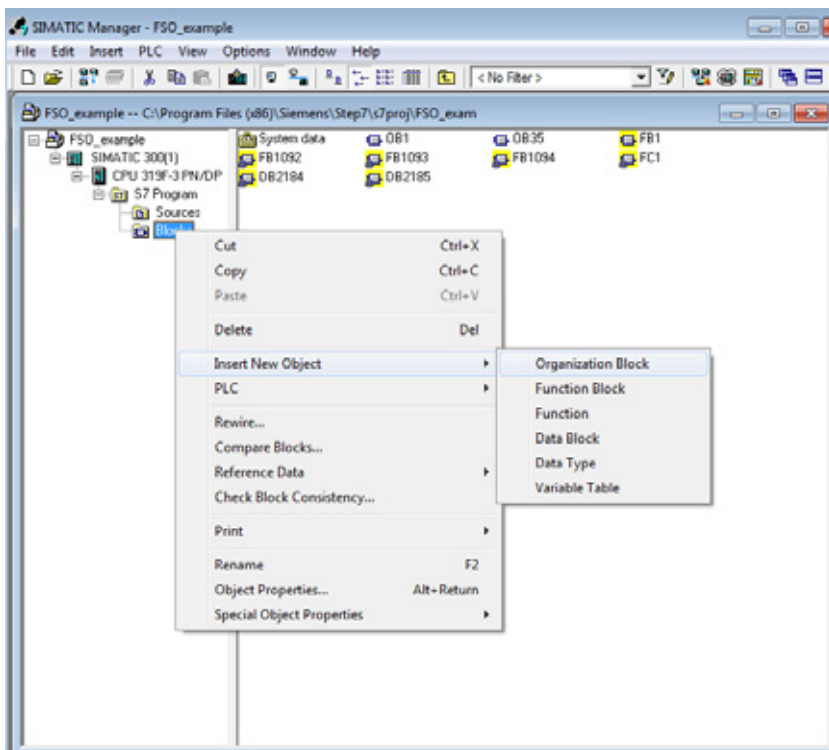 SIMATIC Manager - FSO_example
File Edit Insert PLC View Options Window Help
< No Filter >
FSO_example -- C:\Program Files (x86)\Siemens\Step7\s7proj\FSO_exam
FSO_example
SIMATIC 300(1)
CPU 319F-3 PN/DP
S7 Program
Sources
Blocks
System data OB1 OB35 FB1
FB1092 FB1093 FB1094 FC1
DB2184 DB2185
Cut Ctrl+X
Copy Ctrl+C
Paste Ctrl+V
Delete Del
Insert New Object
PLC
Rewire...
Compare Blocks...
Reference Data
Check Block Consistency...
Print
Rename F2
Object Properties... Alt+Return
Special Object Properties
Organization Block
Function Block
Function
Data Block
Data Type
Variable Table